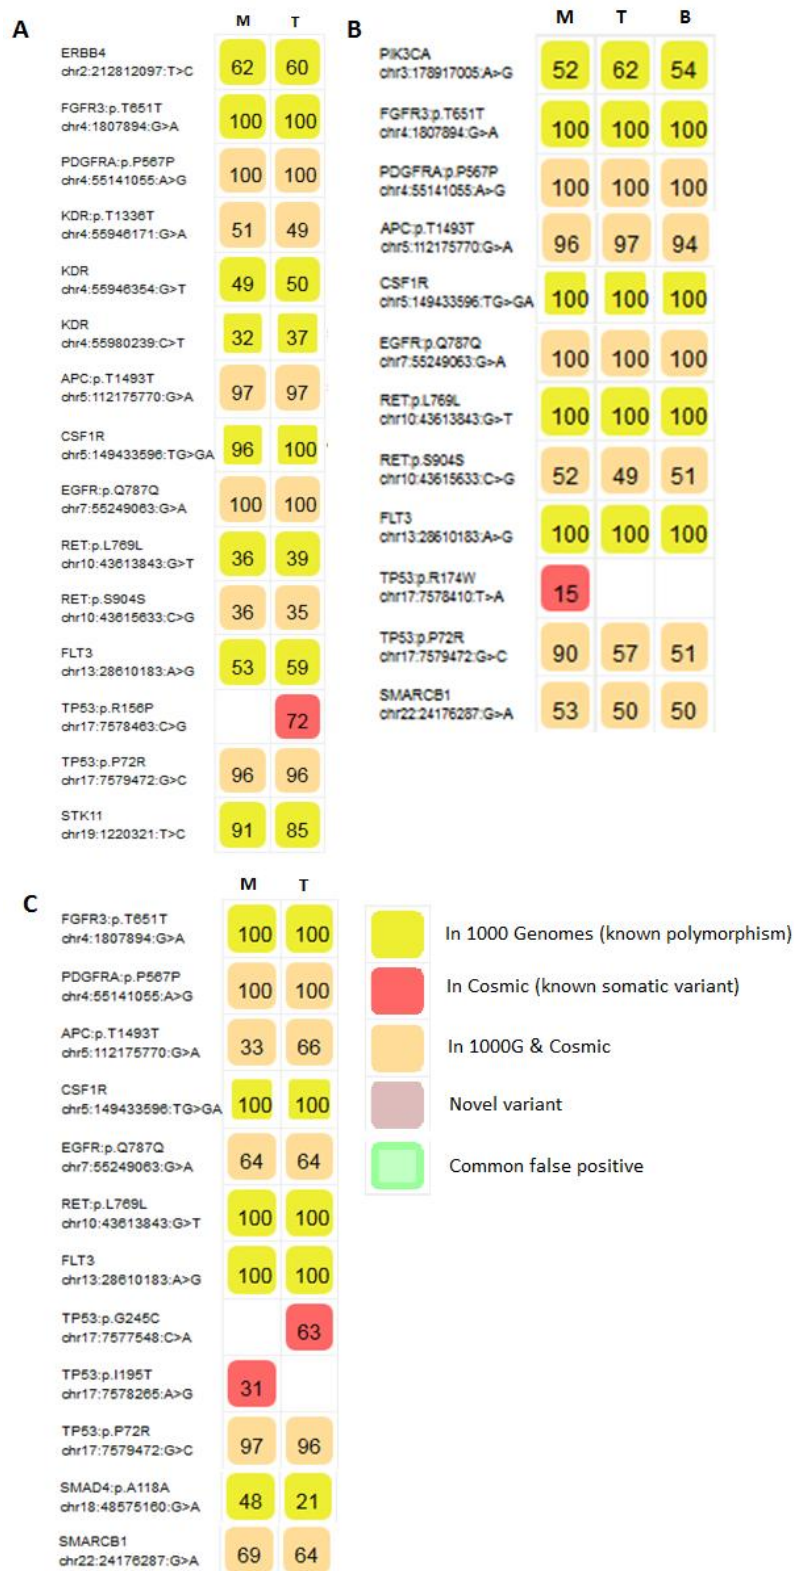 A
M T
ERBB4
chr2:212812097:T>C
62 60
FGFR3:p.T651T
chr4:1807894:G>A
100 100
PDGFRA:p.P567P
chr4:55141055:A>G
100 100
KDR:p.T1336T
chr4:55946171:G>A
51 49
KDR
chr4:55946354:G>T
49 50
KDR
chr4:55980239:C>T
32 37
APC:p.T1493T
chr5:112175770:G>A
97 97
CSF1R
chr5:149433596:TG>GA
96 100
EGFR:p.Q787Q
chr7:55249063:G>A
100 100
RET:p.L769L
chr10:43613843:G>T
36 39
RET:p.S904S
chr10:43615633:C>G
36 35
FLT3
chr13:28610183:A>G
53 59
TP53:p.R156P
chr17:7578463:C>G
72
TP53:p.P72R
chr17:7579472:G>C
96 96
STK11
chr19:1220321:T>C
91 85
B
M T B
PIK3CA
chr3:178917005:A>G
52 62 54
FGFR3:p.T651T
chr4:1807894:G>A
100 100 100
PDGFRA:p.P567P
chr4:55141055:A>G
100 100 100
APC:p.T1493T
chr5:112175770:G>A
96 97 94
CSF1R
chr5:149433596:TG>GA
100 100 100
EGFR:p.Q787Q
chr7:55249063:G>A
100 100 100
RET:p.L769L
chr10:43613843:G>T
100 100 100
RET:p.S904S
chr10:43615633:C>G
52 49 51
FLT3
chr13:28610183:A>G
100 100 100
TP53:p.R174W
chr17:7578410:T>A
15
TP53:p.P72R
chr17:7579472:G>C
90 57 51
SMARCB1
chr22:24176287:G>A
53 50 50
C
M T
FGFR3:p.T651T
chr4:1807894:G>A
100 100
PDGFRA:p.P567P
chr4:55141055:A>G
100 100
APC:p.T1493T
chr5:112175770:G>A
33 66
CSF1R
chr5:149433596:TG>GA
100 100
EGFR:p.Q787Q
chr7:55249063:G>A
64 64
RET:p.L769L
chr10:43613843:G>T
100 100
FLT3
chr13:28610183:A>G
100 100
TP53:p.G245C
chr17:7577548:C>A
63
TP53:p.I195T
chr17:7578265:A>G
31
TP53:p.P72R
chr17:7579472:G>C
97 96
SMAD4:p.A118A
chr18:48575160:G>A
48 21
SMARCB1
chr22:24176287:G>A
69 64
In 1000 Genomes (known polymorphism)
In Cosmic (known somatic variant)
In 1000G & Cosmic
Novel variant
Common false positive